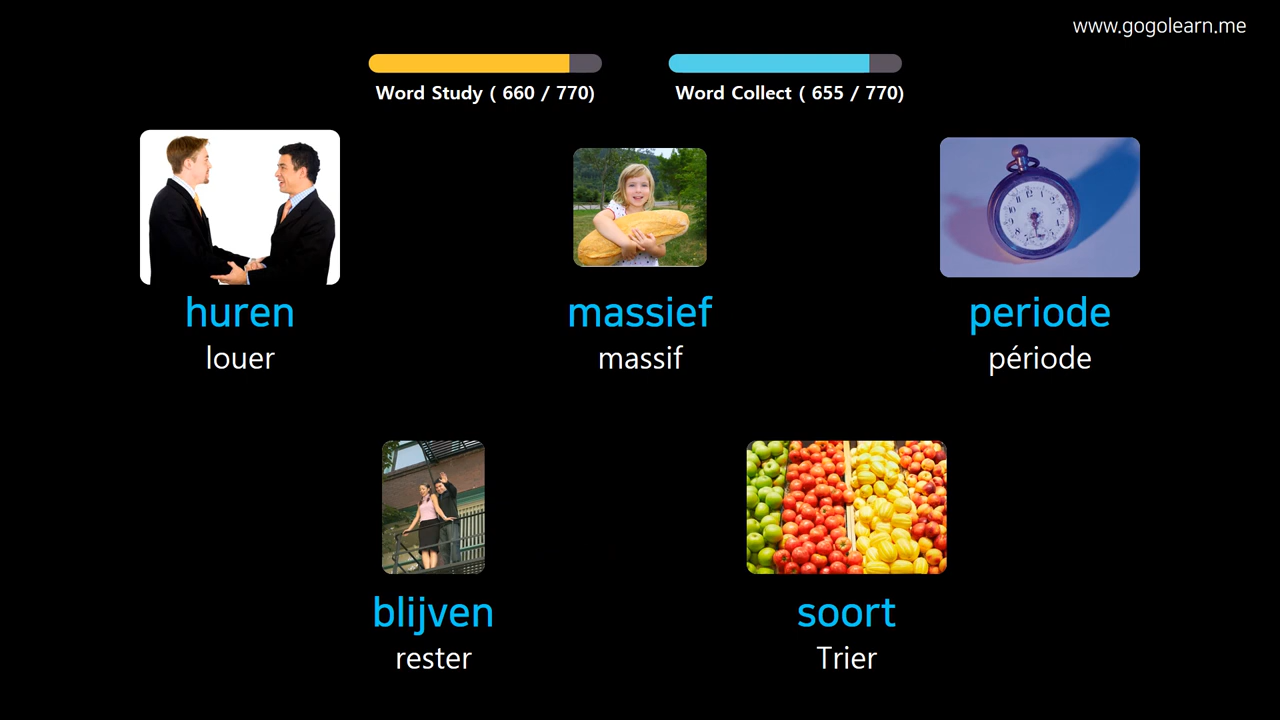 www.gogolearn.me
Word Study ( 660 / 770)
Word Collect ( 655 / 770)
huren
louer
massief
massif
periode
période
blijven
rester
soort
Trier